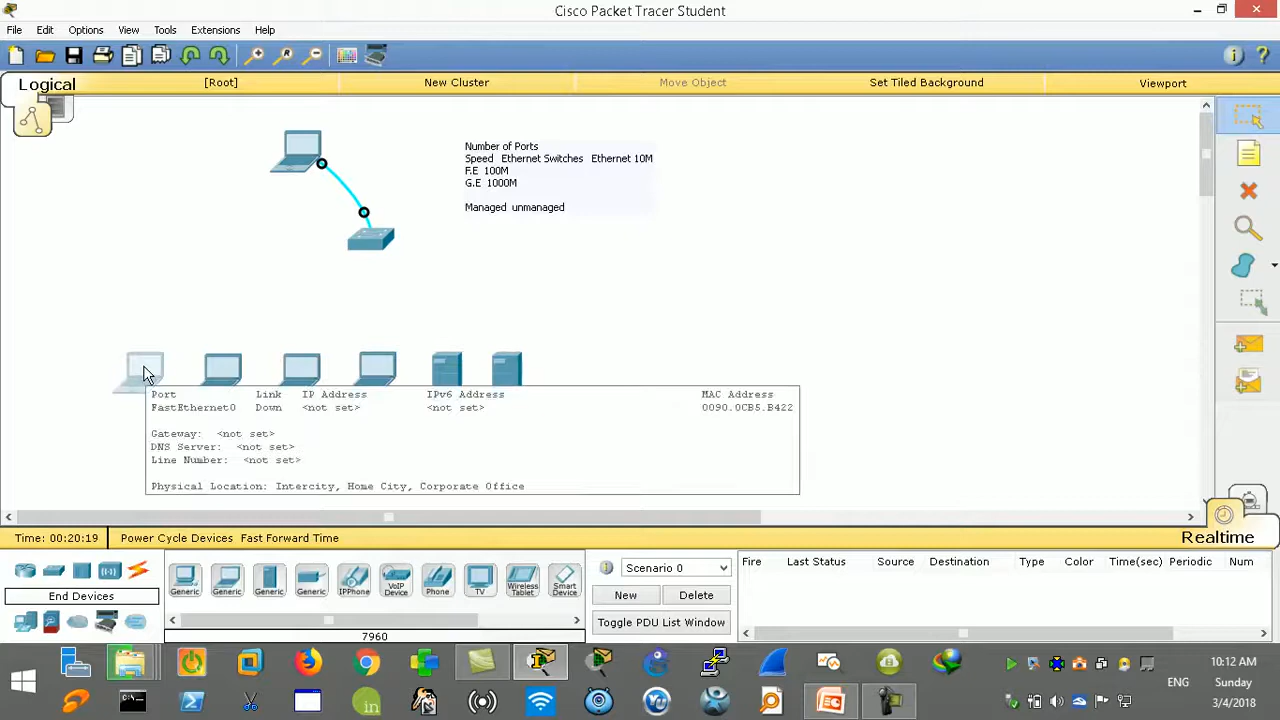 Cisco Packet Tracer Student
File Edit Options View Tools Extensions Help
Logical [Root] New Cluster Move Object Set Tiled Background Viewport
Number of Ports
Speed Ethernet Switches Ethernet 10M
F.E 100M
G.E 1000M
Managed unmanaged
Port Link IP Address IPv6 Address MAC Address
FastEthernet0 Down <not set> <not set> 0090.0CB5.B422
Gateway: <not set>
DNS Server: <not set>
Line Number: <not set>
Physical Location: Intercity, Home City, Corporate Office
Time: 00:20:19 Power Cycle Devices Fast Forward Time Realtime
End Devices
Generic Generic Generic Generic IPPhone VoIP Device Phone TV Wireless Tablet Smart Device
7960
Scenario 0
New Delete
Toggle PDU List Window
Fire Last Status Source Destination Type Color Time(sec) Periodic Num
10:12 AM
ENG Sunday
3/4/2018